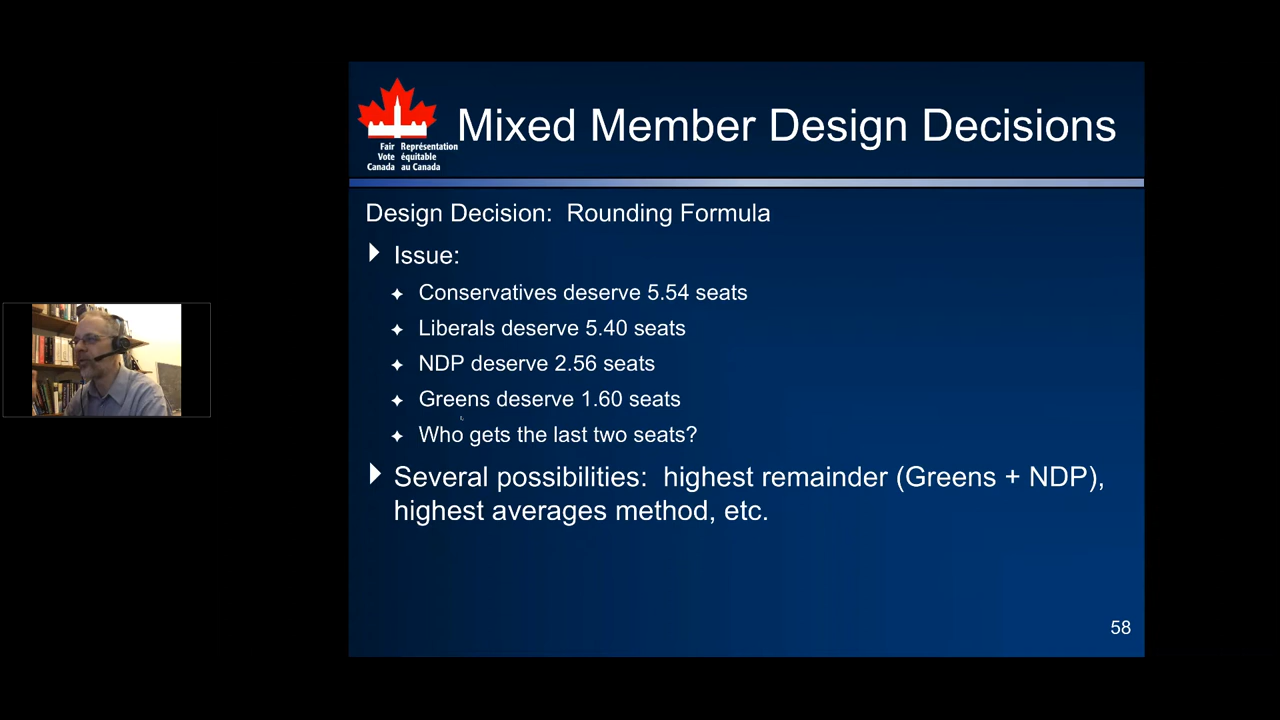 Mixed Member Design Decisions
Fair Représentation
Vote équitable
Canada au Canada
Design Decision: Rounding Formula
Issue:
Conservatives deserve 5.54 seats
Liberals deserve 5.40 seats
NDP deserve 2.56 seats
Greens deserve 1.60 seats
Who gets the last two seats?
Several possibilities: highest remainder (Greens + NDP),
highest averages method, etc.
58